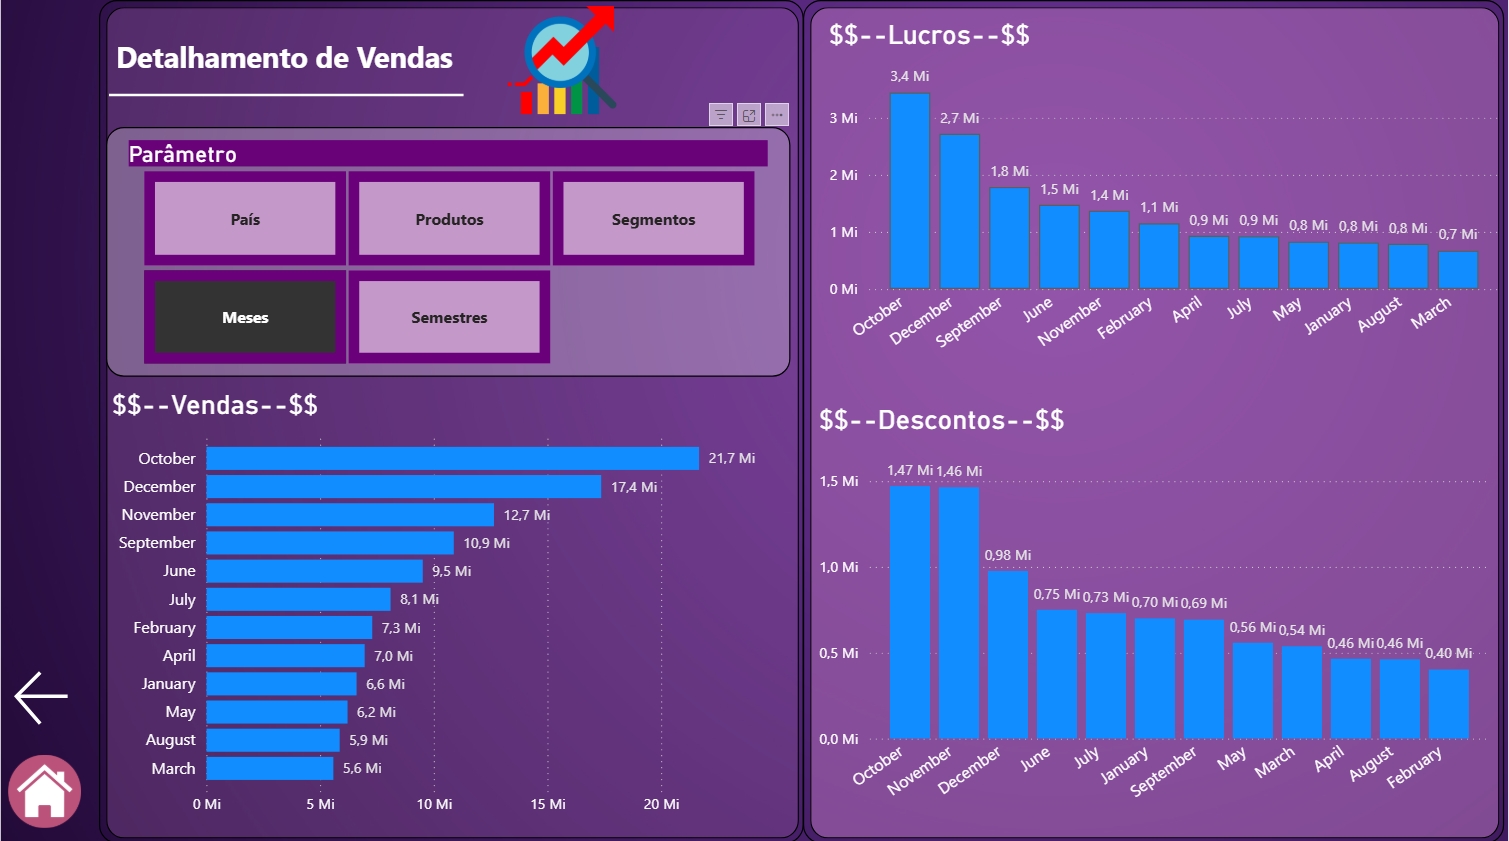 Detalhamento de Vendas
Parâmetro
País
Produtos
Segmentos
Meses
Semestres
$$--Vendas--$$
October 21,7 Mi
December 17,4 Mi
November 12,7 Mi
September 10,9 Mi
June 9,5 Mi
July 8,1 Mi
February 7,3 Mi
April 7,0 Mi
January 6,6 Mi
May 6,2 Mi
August 5,9 Mi
March 5,6 Mi
0 Mi 5 Mi 10 Mi 15 Mi 20 Mi
$$--Lucros--$$
3,4 Mi 2,7 Mi 1,8 Mi 1,5 Mi 1,4 Mi 1,1 Mi 0,9 Mi 0,9 Mi 0,8 Mi 0,8 Mi 0,8 Mi 0,7 Mi
3 Mi
2 Mi
1 Mi
0 Mi
October December September June November February April July May January August March
$$--Descontos--$$
1,47 Mi 1,46 Mi 0,98 Mi 0,75 Mi 0,73 Mi 0,70 Mi 0,69 Mi 0,56 Mi 0,54 Mi 0,46 Mi 0,46 Mi 0,40 Mi
1,5 Mi
1,0 Mi
0,5 Mi
0,0 Mi
October November December June July January September May March April August February